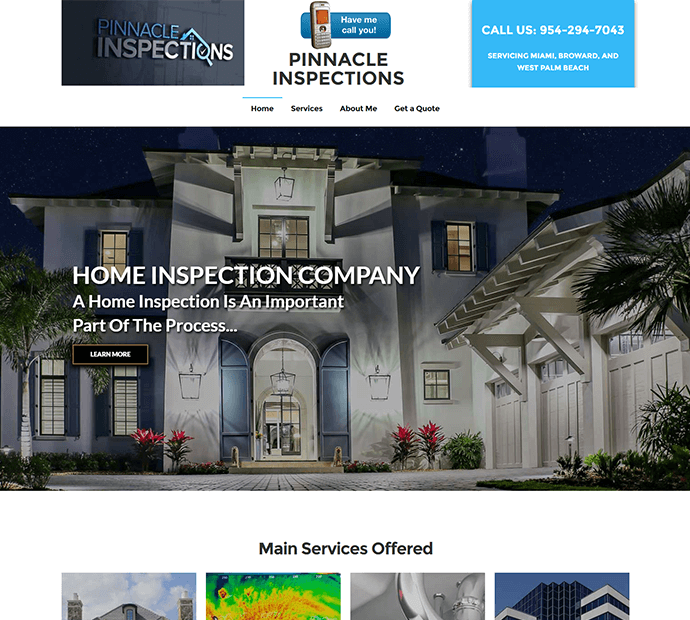 PINNACLE
INSPECTIONS
Have me
call you!
PINNACLE
INSPECTIONS
CALL US: 954-294-7043
SERVICING MIAMI, BROWARD, AND
WEST PALM BEACH
Home Services About Me Get a Quote
HOME INSPECTION COMPANY
A Home Inspection Is An Important
Part Of The Process...
LEARN MORE
Main Services Offered